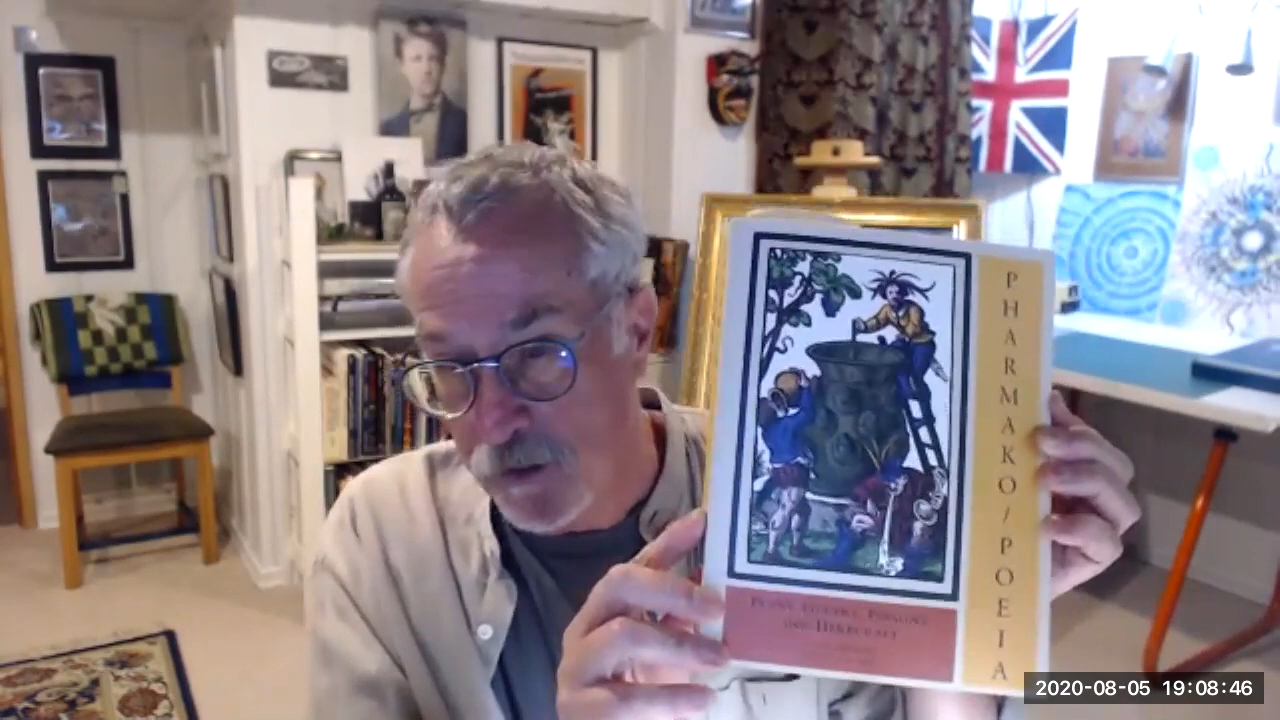 PHARMAKO/POEIA
PLANT POWERS, POISONS,
AND HERBCRAFT
2020-08-05 19:08:46